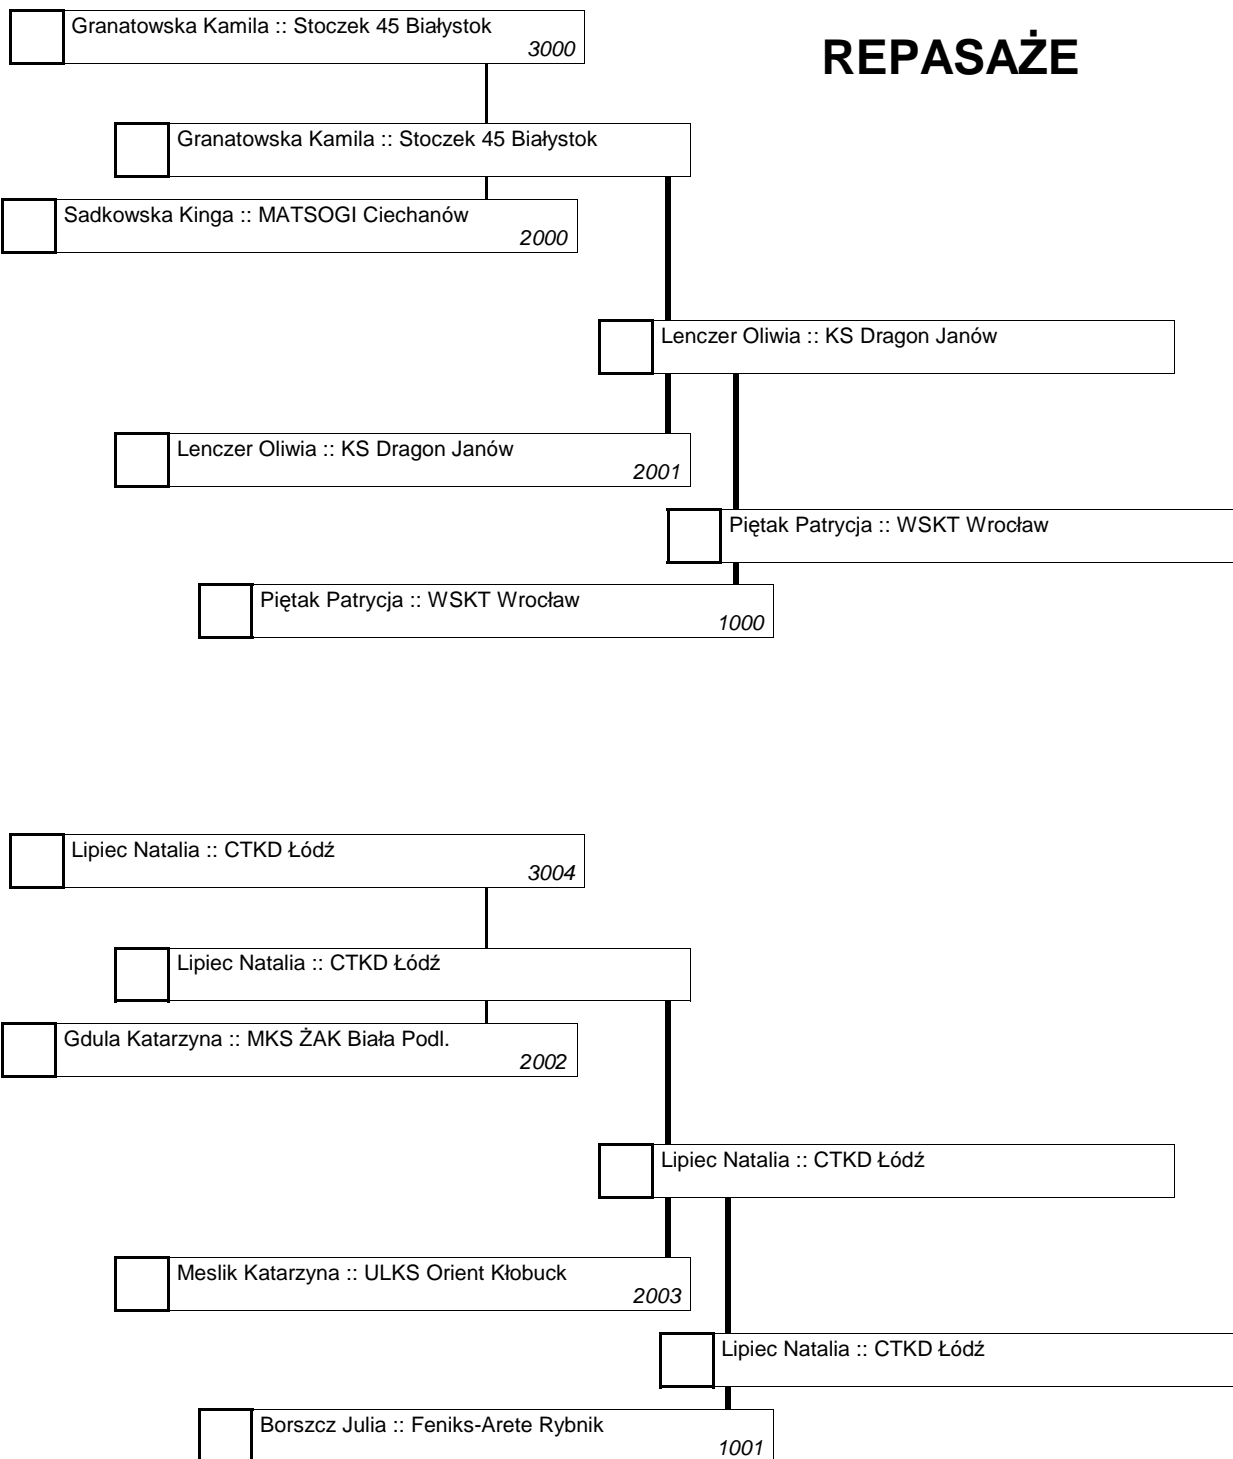 Granatowska Kamila :: Stoczek 45 Białystok
3000
REPASAŻE
Granatowska Kamila :: Stoczek 45 Białystok
Sadkowska Kinga :: MATSOGI Ciechanów
2000
Lenczer Oliwia :: KS Dragon Janów
Lenczer Oliwia :: KS Dragon Janów
2001
Piętak Patrycja :: WSKT Wrocław
Piętak Patrycja :: WSKT Wrocław
1000
Lipiec Natalia :: CTKD Łódź
3004
Lipiec Natalia :: CTKD Łódź
Gdula Katarzyna :: MKS ŻAK Biała Podl.
2002
Lipiec Natalia :: CTKD Łódź
Meslik Katarzyna :: ULKS Orient Kłobuck
2003
Lipiec Natalia :: CTKD Łódź
Borszcz Julia :: Feniks-Arete Rybnik
1001